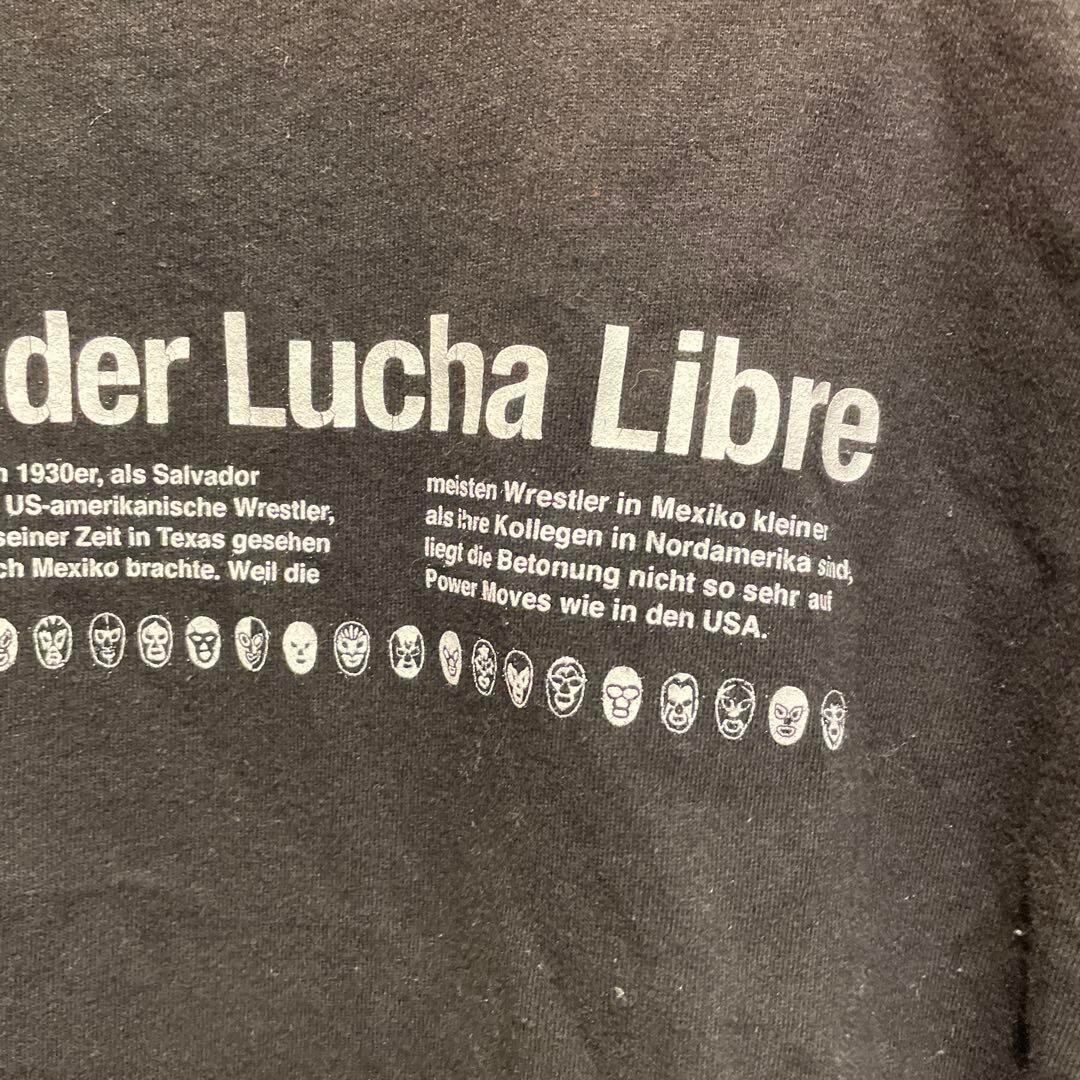 der Lucha Libre
1930er, als Salvador
US-amerikanische Wrestler,
seiner Zeit in Texas gesehen
Mexiko brachte. Weil die
meisten Wrestler in Mexiko kleiner
als ihre Kollegen in Nordamerika sind,
liegt die Betonung nicht so sehr auf
Power Moves wie in den USA.